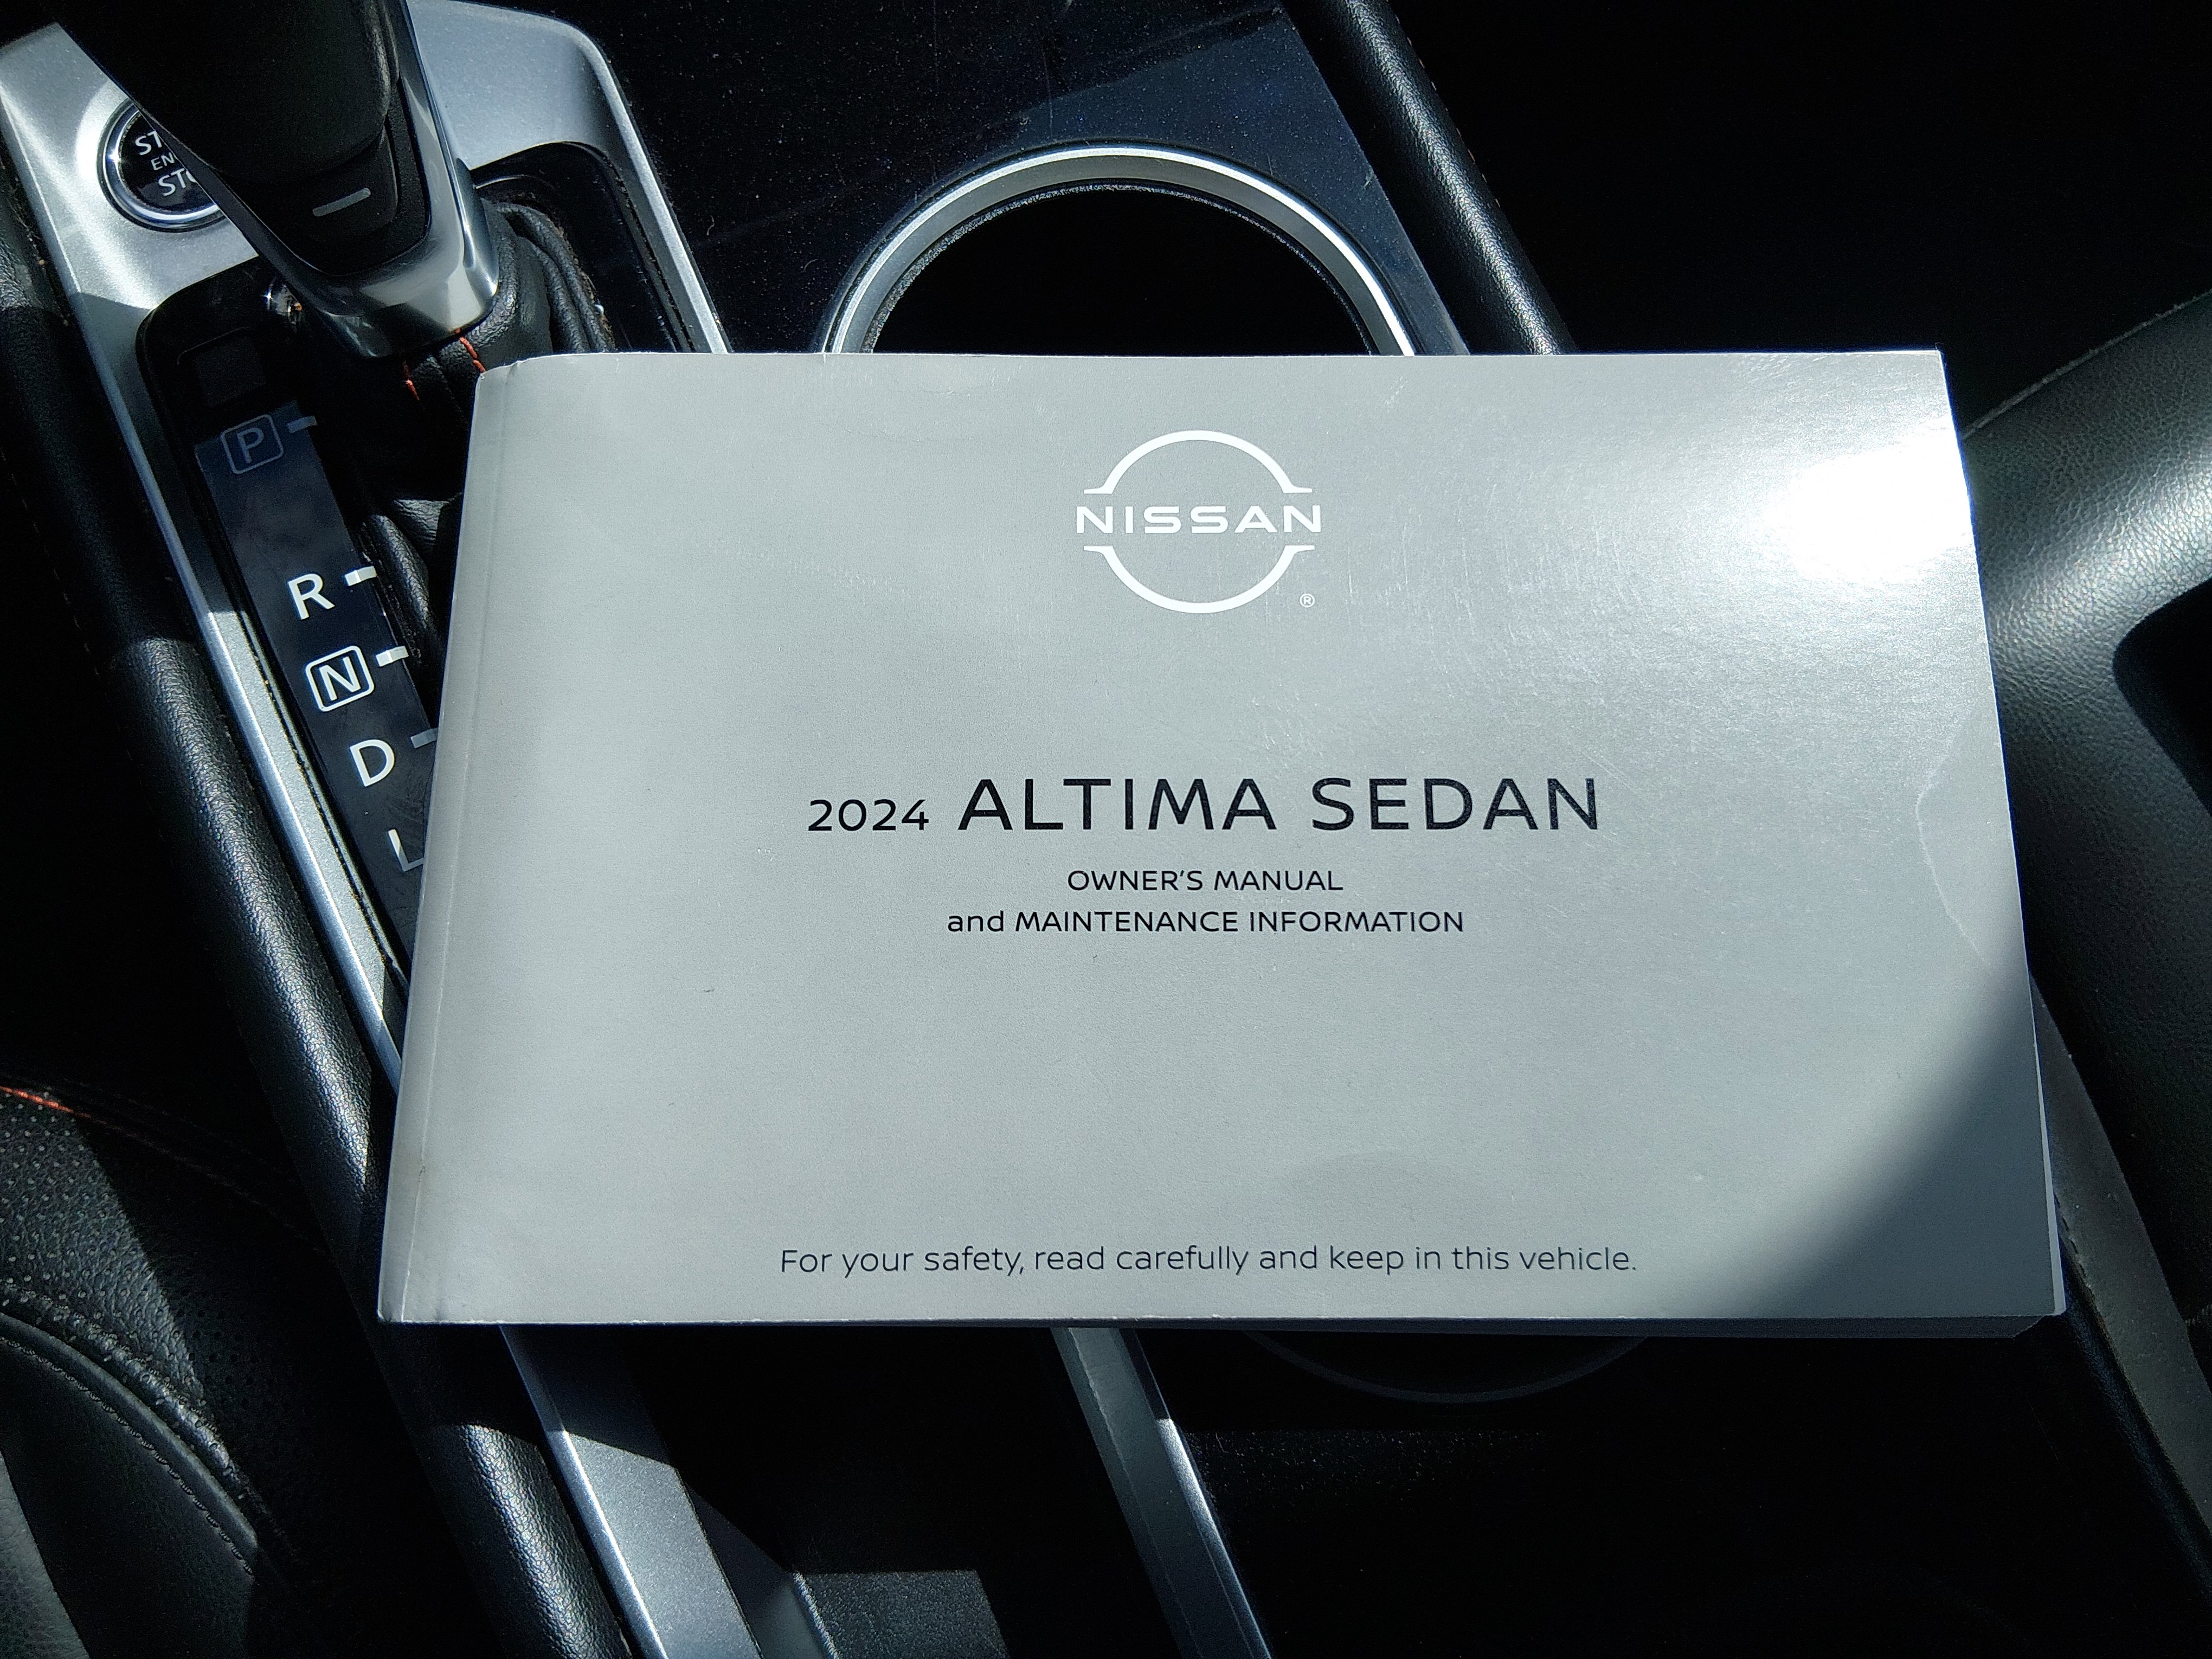 P
R
N
D
L
NISSAN
®
2024 ALTIMA SEDAN
OWNER'S MANUAL
and MAINTENANCE INFORMATION
For your safety, read carefully and keep in this vehicle.